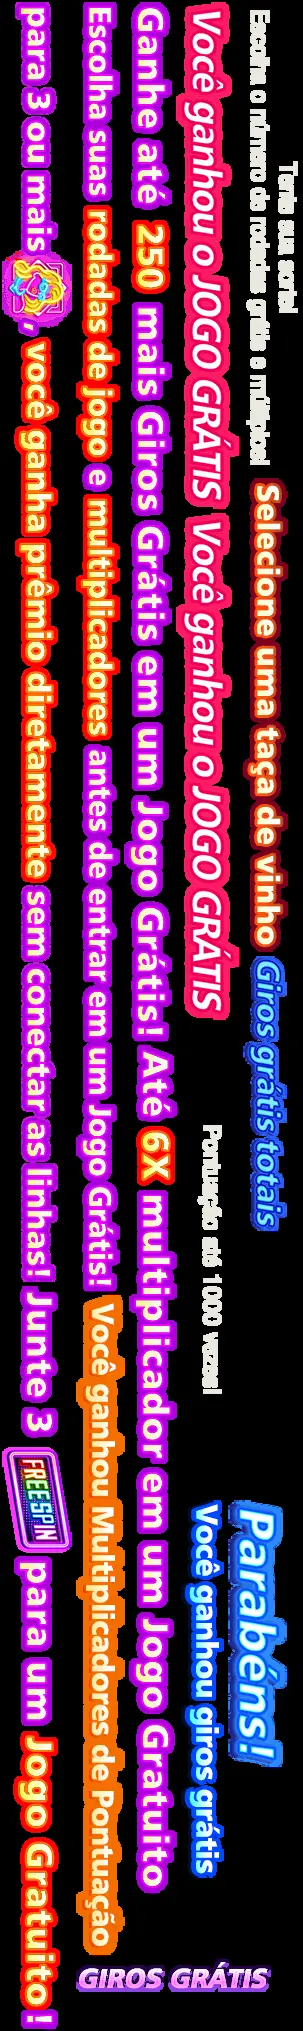 Tente sua sorte!
Escolha o número de rodadas grátis e múltiplos!
Selecione uma taça de vinho
Giros grátis totais
Parabéns!
Você ganhou o JOGO GRÁTIS
Você ganhou o JOGO GRÁTIS
Pontuação até 1000 vezes!
Você ganhou giros grátis
Ganhe até 250 mais Giros Grátis em um Jogo Grátis! Até 6X multiplicador em um Jogo Gratuito
Escolha suas rodadas de jogo e multiplicadores antes de entrar em um Jogo Grátis!
Você ganhou Multiplicadores de Pontuação
para 3 ou mais , você ganha prêmio diretamente sem conectar as linhas! Junte 3 FREESPIN para um Jogo Gratuito!
GIROS GRÁTIS